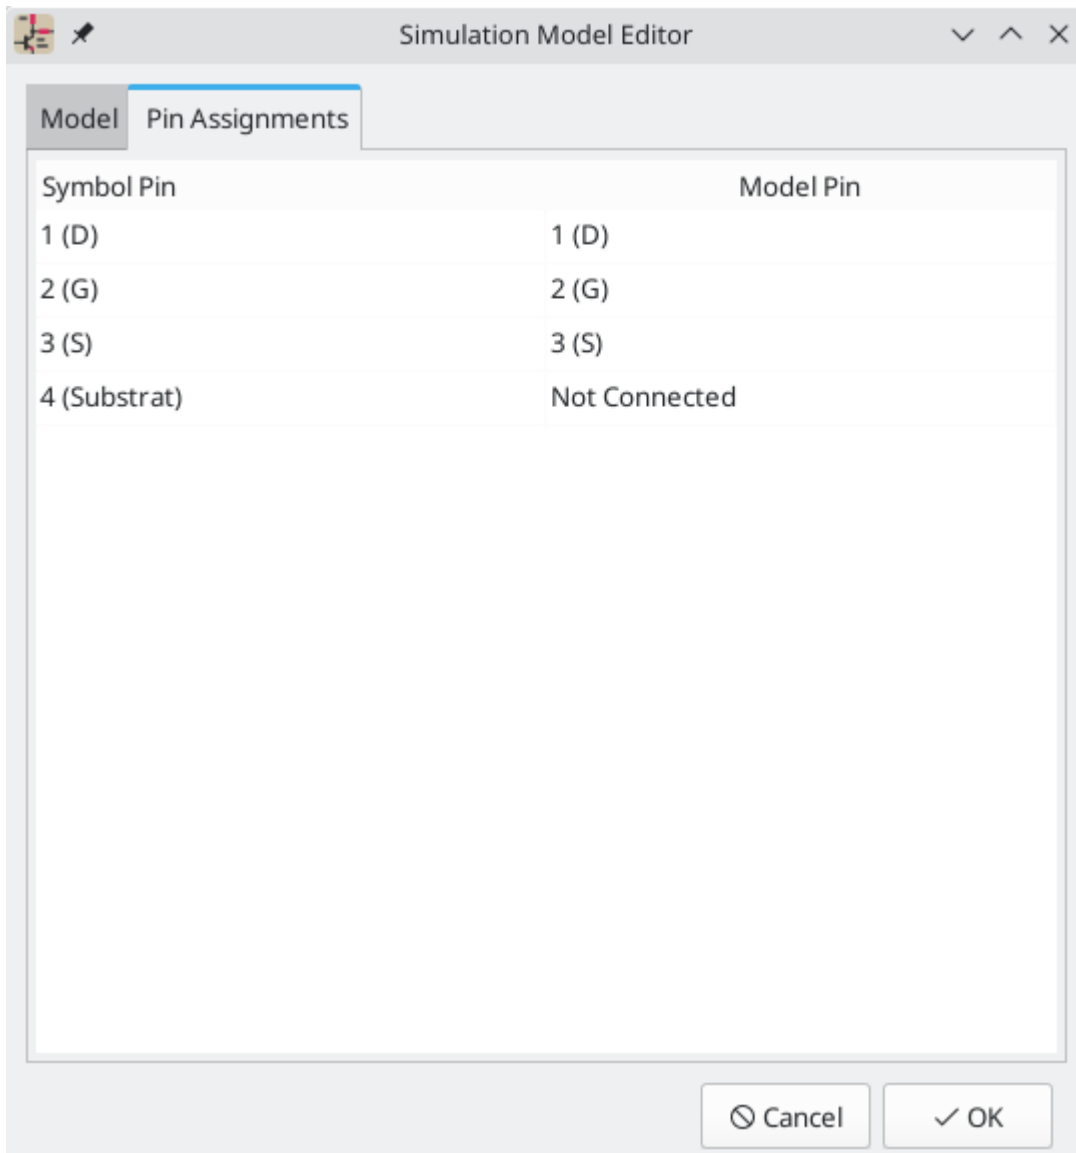 Simulation Model Editor
Model Pin Assignments
Symbol Pin Model Pin
1 (D) 1 (D)
2 (G) 2 (G)
3 (S) 3 (S)
4 (Substrat) Not Connected
Cancel OK